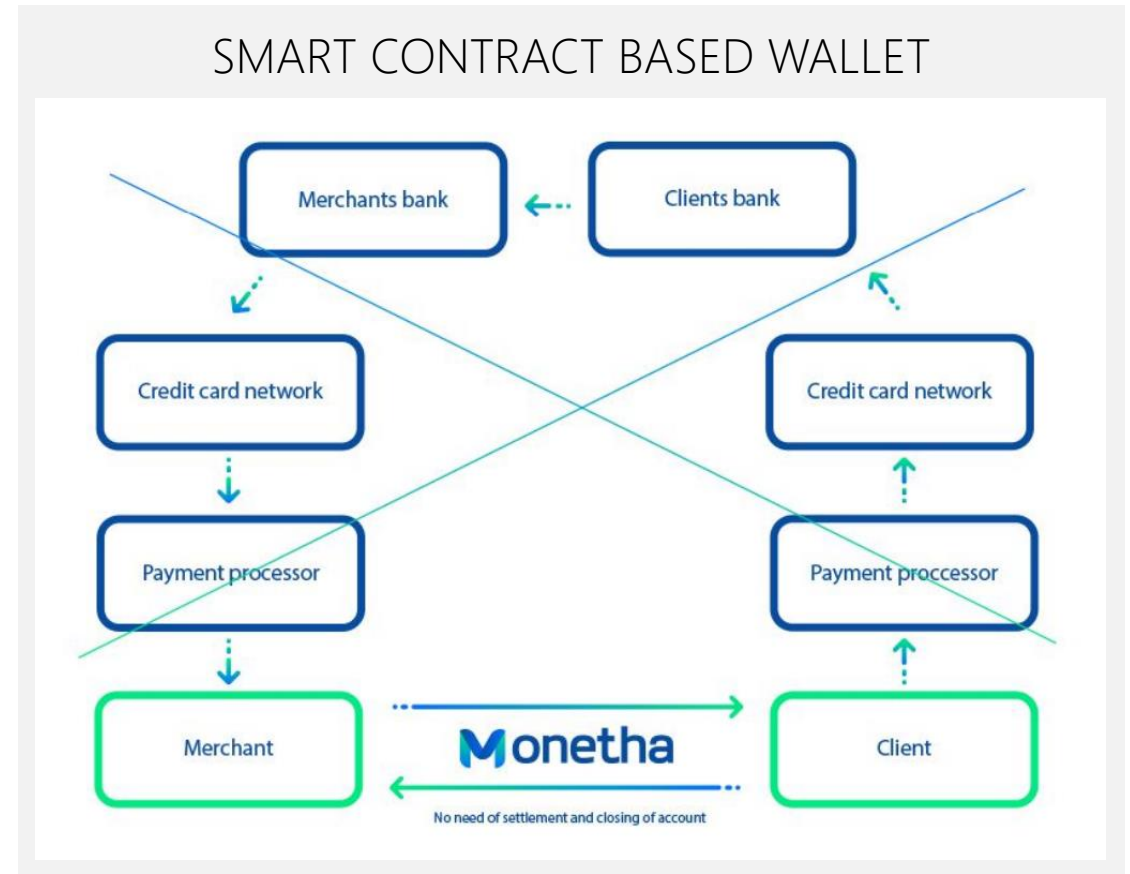 SMART CONTRACT BASED WALLET
Merchants bank
Clients bank
Credit card network
Credit card network
Payment processor
Payment proccessor
Merchant
Monetha
Client
No need of settlement and closing of account